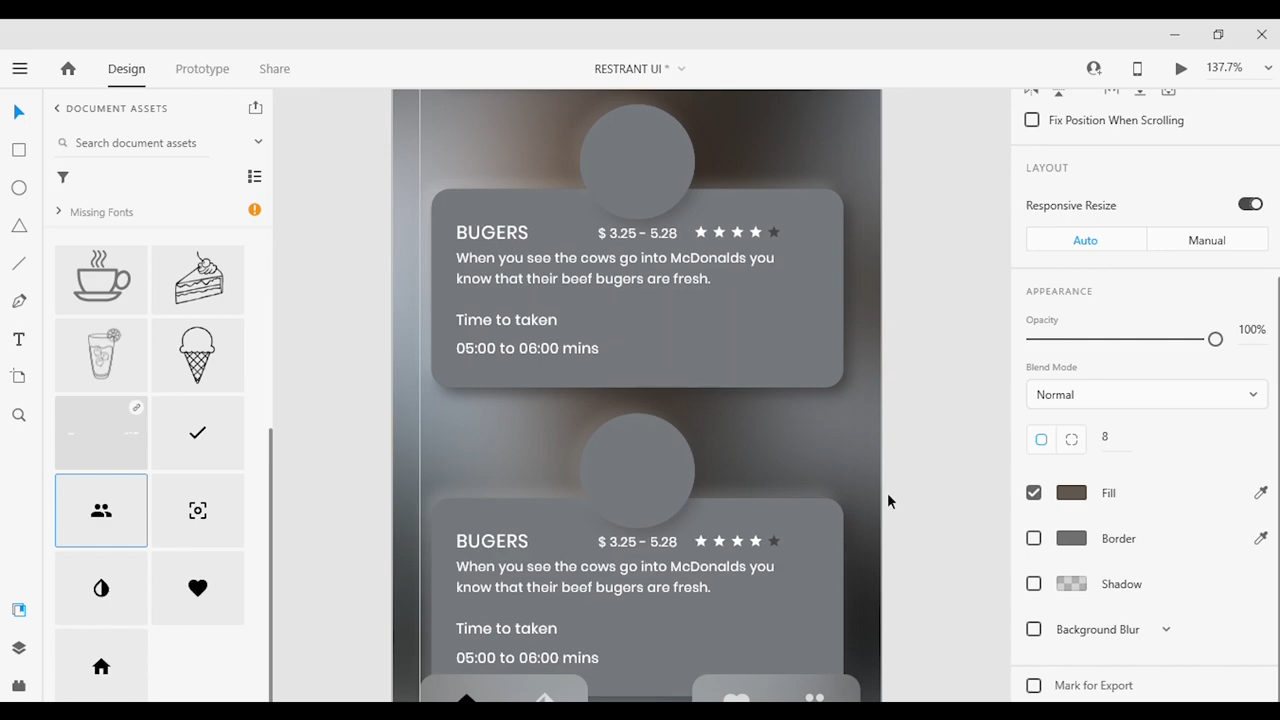 Design
Prototype
Share
RESTRANT UI *
137.7%
DOCUMENT ASSETS
Search document assets
Missing Fonts
BUGERS
$ 3.25 - 5.28
When you see the cows go into McDonalds you
know that their beef bugers are fresh.
Time to taken
05:00 to 06:00 mins
BUGERS
$ 3.25 - 5.28
When you see the cows go into McDonalds you
know that their beef bugers are fresh.
Time to taken
05:00 to 06:00 mins
Fix Position When Scrolling
LAYOUT
Responsive Resize
Auto
Manual
APPEARANCE
Opacity
100%
Blend Mode
Normal
8
Fill
Border
Shadow
Background Blur
Mark for Export